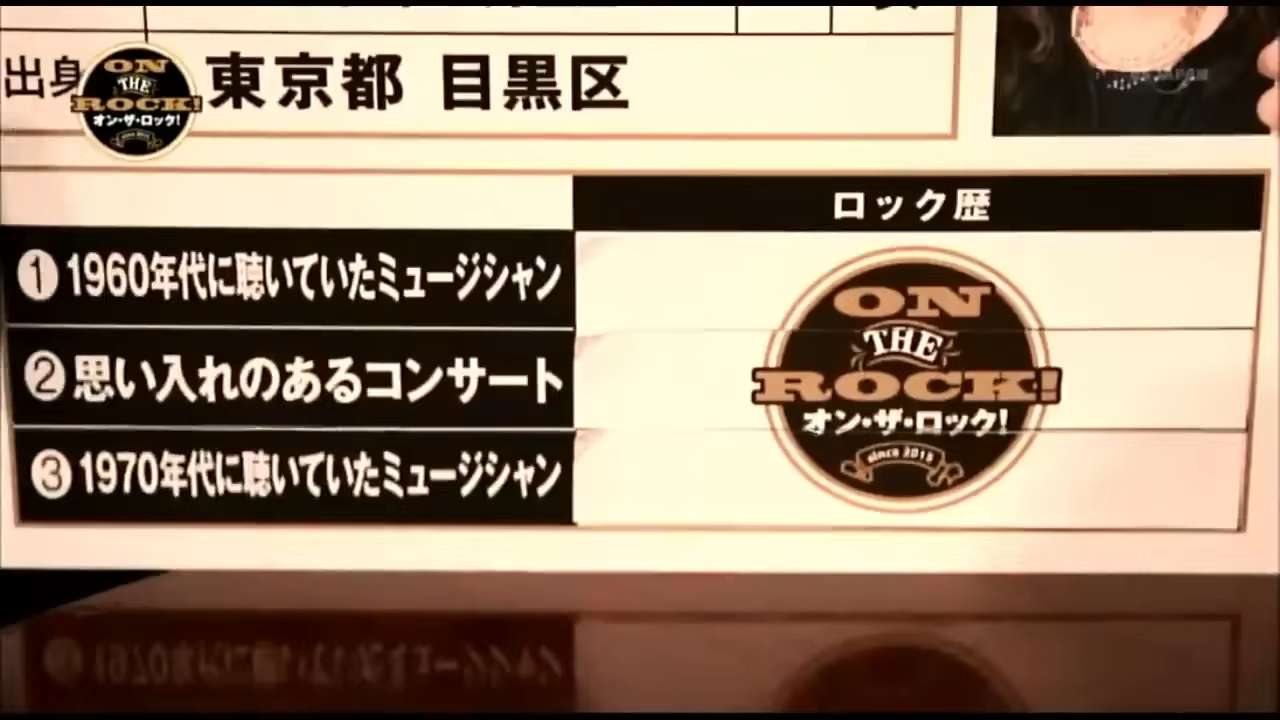 出身
東京都 目黒区
ON
THE
ROCK!
オン・ザ・ロック!
ロック歴
①1960年代に聴いていたミュージシャン
②思い入れのあるコンサート
③1970年代に聴いていたミュージシャン
ON
THE
ROCK!
オン・ザ・ロック!
since 2015